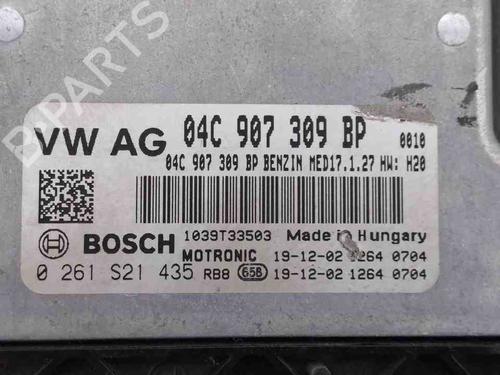 VW AG 04C 907 309 BP 0010
04C 907 309 BP BENZIN MED17.1.27 HW: H20
BOSCH 1039T33503 Made in Hungary
MOTRONIC 19-12-02 1264 0704
0 261 S21 435 RB8 658 19-12-02 1264 0704
B PARTS